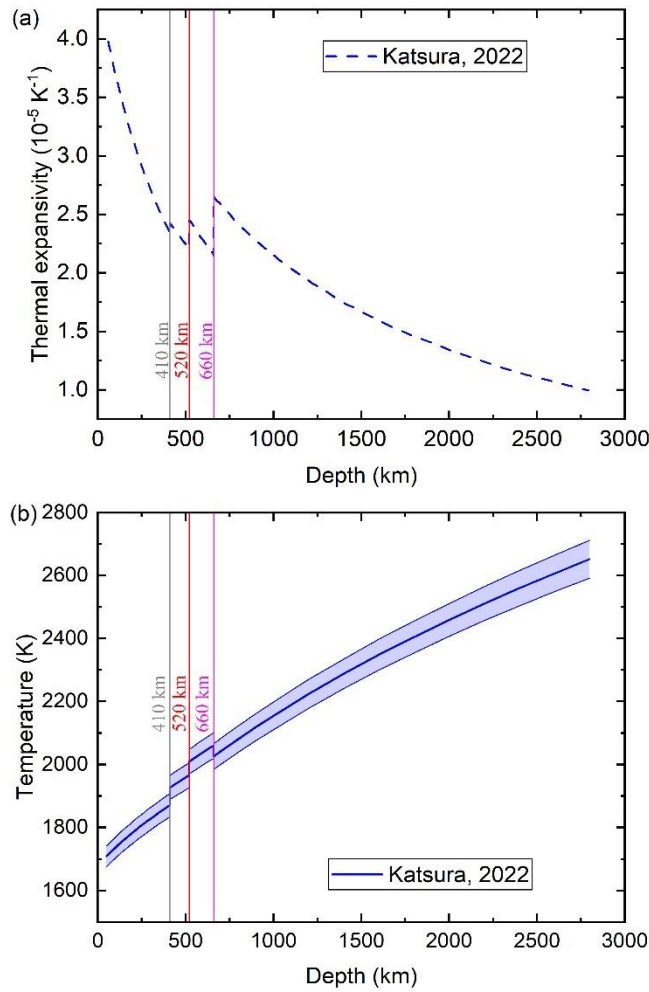 (a)
Thermal expansivity (10⁻⁵ K⁻¹)
4.0
3.5
3.0
2.5
2.0
1.5
1.0
Katsura, 2022
410 km
520 km
660 km
0 500 1000 1500 2000 2500 3000
Depth (km)
(b)
Temperature (K)
2800
2600
2400
2200
2000
1800
1600
410 km
520 km
660 km
Katsura, 2022
0 500 1000 1500 2000 2500 3000
Depth (km)